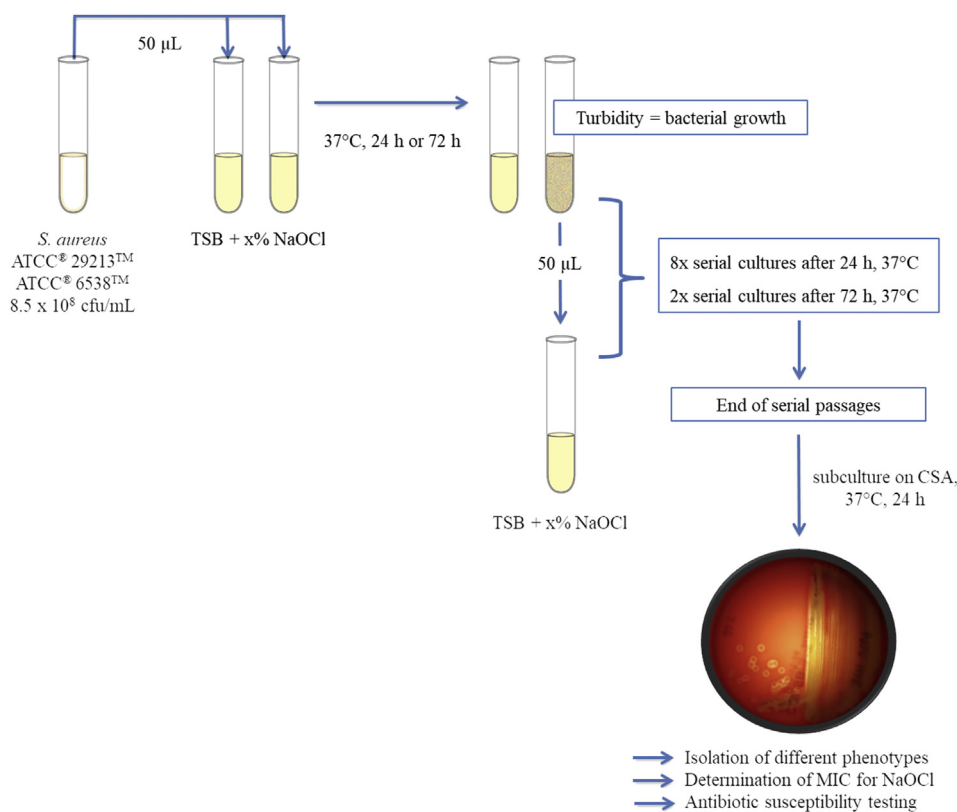 50 µL
37°C, 24 h or 72 h
Turbidity = bacterial growth
S. aureus
ATCC® 29213™
ATCC® 6538™
8.5 x 10⁸ cfu/mL
TSB + x% NaOCl
50 µL
8x serial cultures after 24 h, 37°C
2x serial cultures after 72 h, 37°C
End of serial passages
subculture on CSA,
37°C, 24 h
TSB + x% NaOCl
Isolation of different phenotypes
Determination of MIC for NaOCl
Antibiotic susceptibility testing